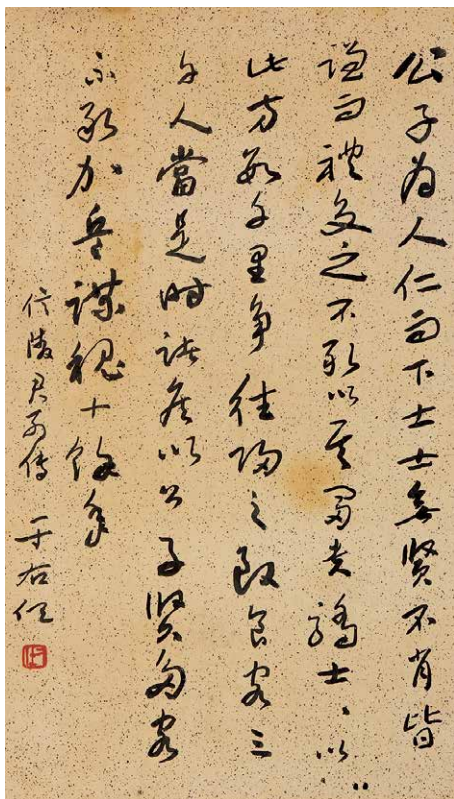 公子為人仁而下士士無賢不肖皆
謙而禮交之不敢以其富貴驕士々以
此方數千里爭往歸之致食客三
千人當是時諸侯以公子賢多客
不敢加兵謀魏十餘年
信陵君列傳 于右任